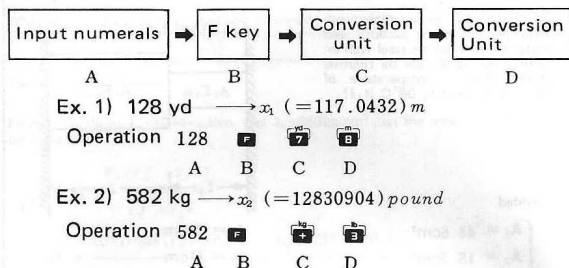 Input numerals → F key → Conversion unit → Conversion Unit
A B C D
Ex. 1) 128 yd ⟶ x₁ (=117.0432) m
Operation 128 F yd 7 m 8
A B C D
Ex. 2) 582 kg ⟶ x₂ (=12830904) pound
Operation 582 F kg + lb 3
A B C D